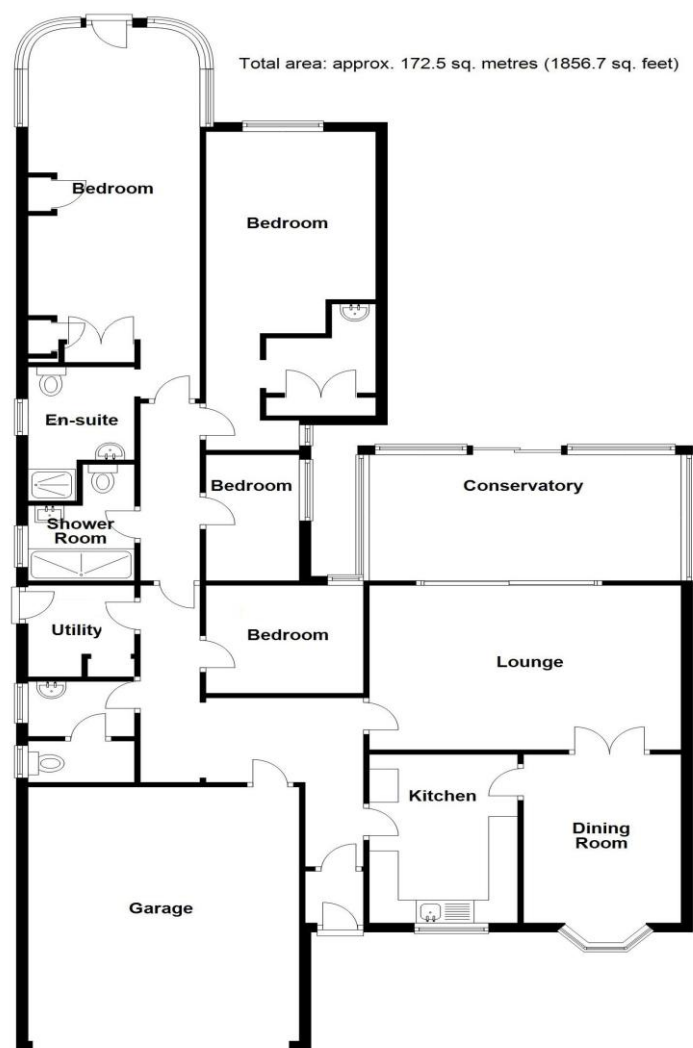 Total area: approx. 172.5 sq. metres (1856.7 sq. feet)
Bedroom
Bedroom
En-suite
Bedroom
Conservatory
Shower
Room
Utility
Bedroom
Lounge
Kitchen
Dining
Room
Garage